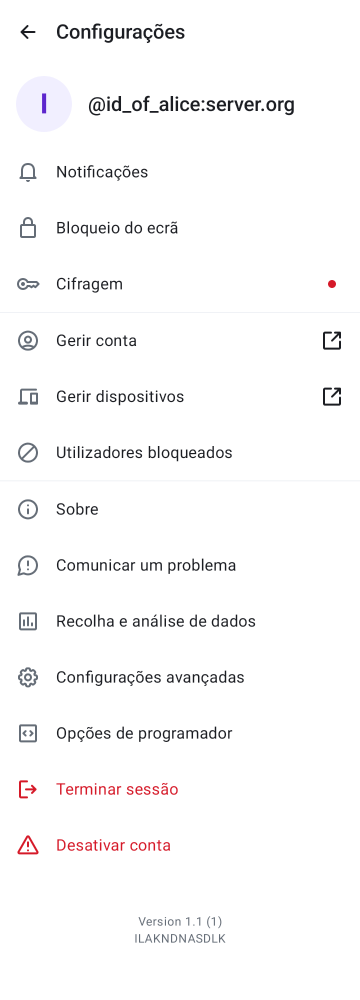 Configurações
I
@id_of_alice:server.org
Notificações
Bloqueio do ecrã
Cifragem
Gerir conta
Gerir dispositivos
Utilizadores bloqueados
Sobre
Comunicar um problema
Recolha e análise de dados
Configurações avançadas
Opções de programador
Terminar sessão
Desativar conta
Version 1.1 (1)
ILAKNDNASDLK